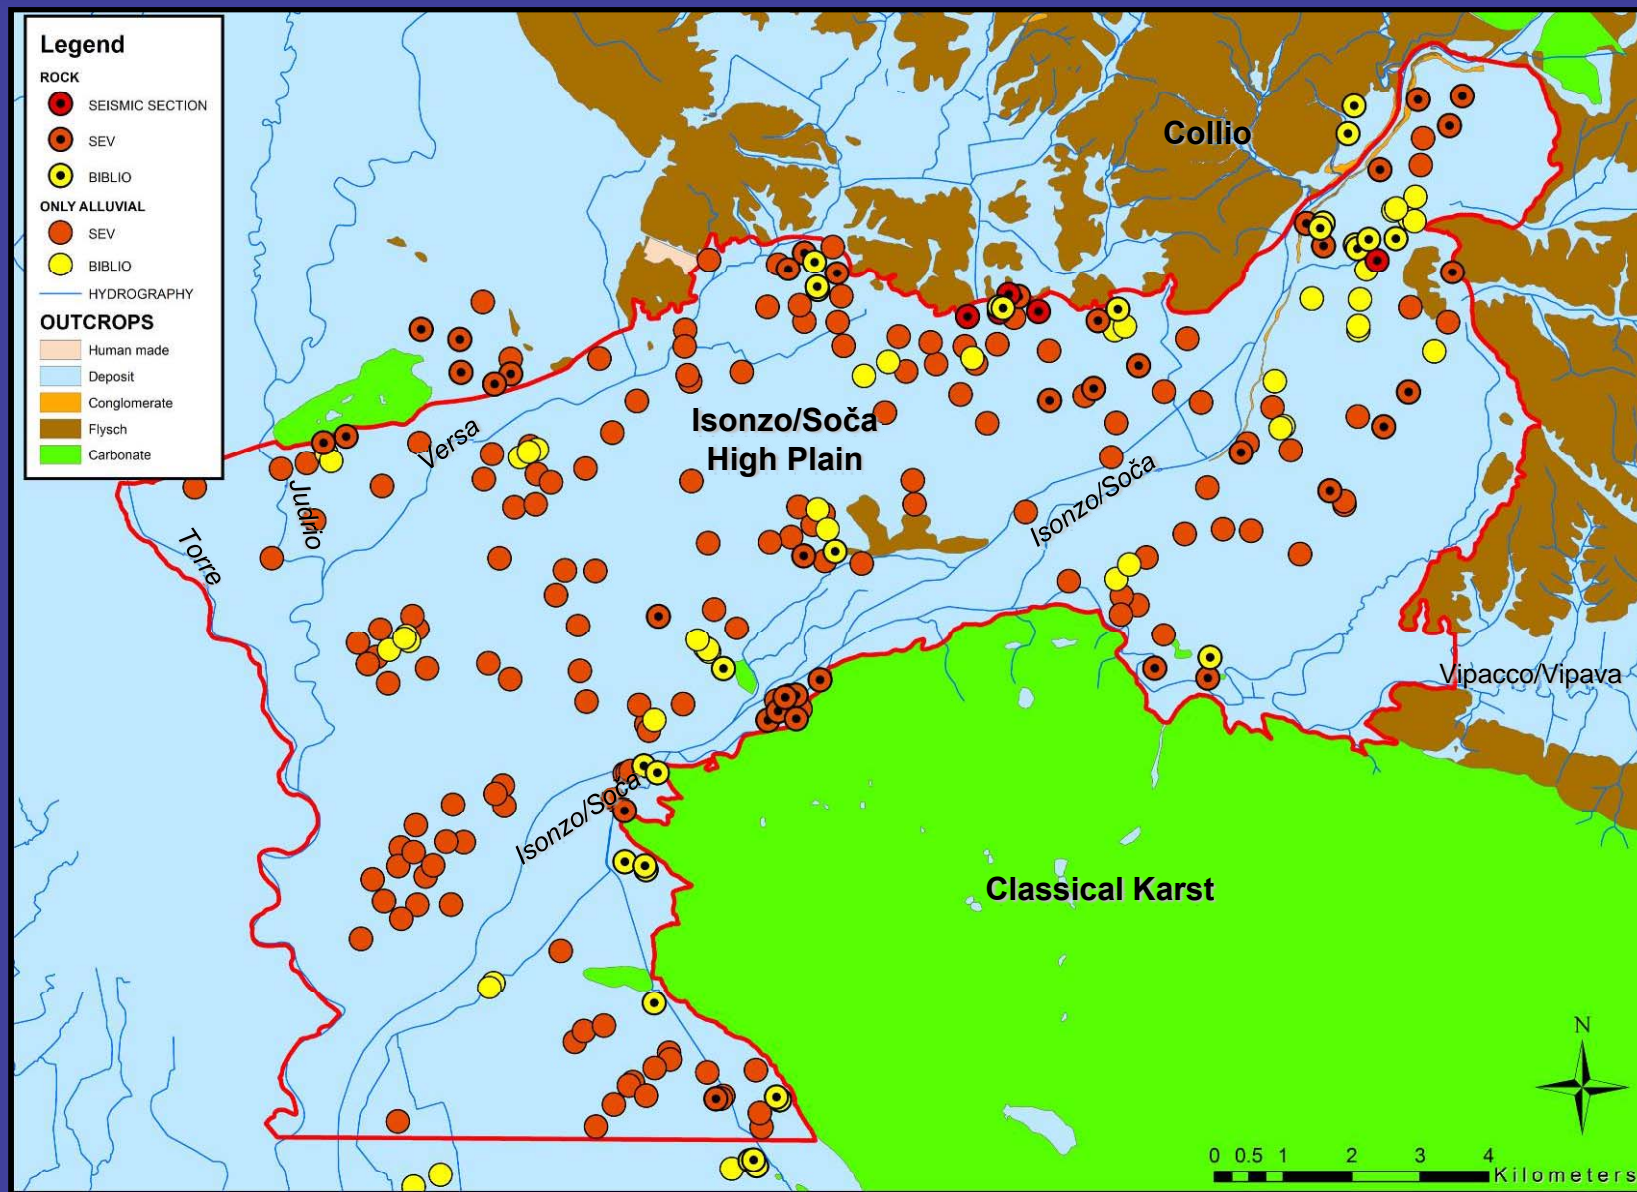 Legend
ROCK
SEISMIC SECTION
SEV
BIBLIO
ONLY ALLUVIAL
SEV
BIBLIO
HYDROGRAPHY
OUTCROPS
Human made
Deposit
Conglomerate
Flysch
Carbonate
Collio
Isonzo/Soča
High Plain
Versa
Judrio
Torre
Isonzo/Soča
Vipacco/Vipava
Isonzo/Soča
Classical Karst
N
0 0.5 1 2 3 4
Kilometers